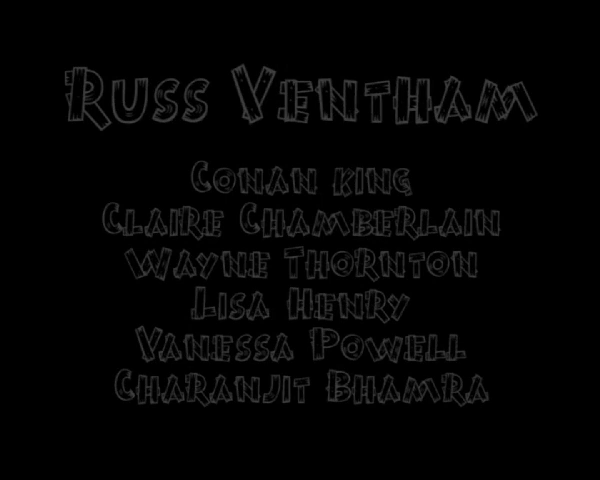 Russ Ventham
Conan king
Claire Chamberlain
Wayne Thornton
Lisa Henry
Vanessa Powell
Charanjit Bhamra